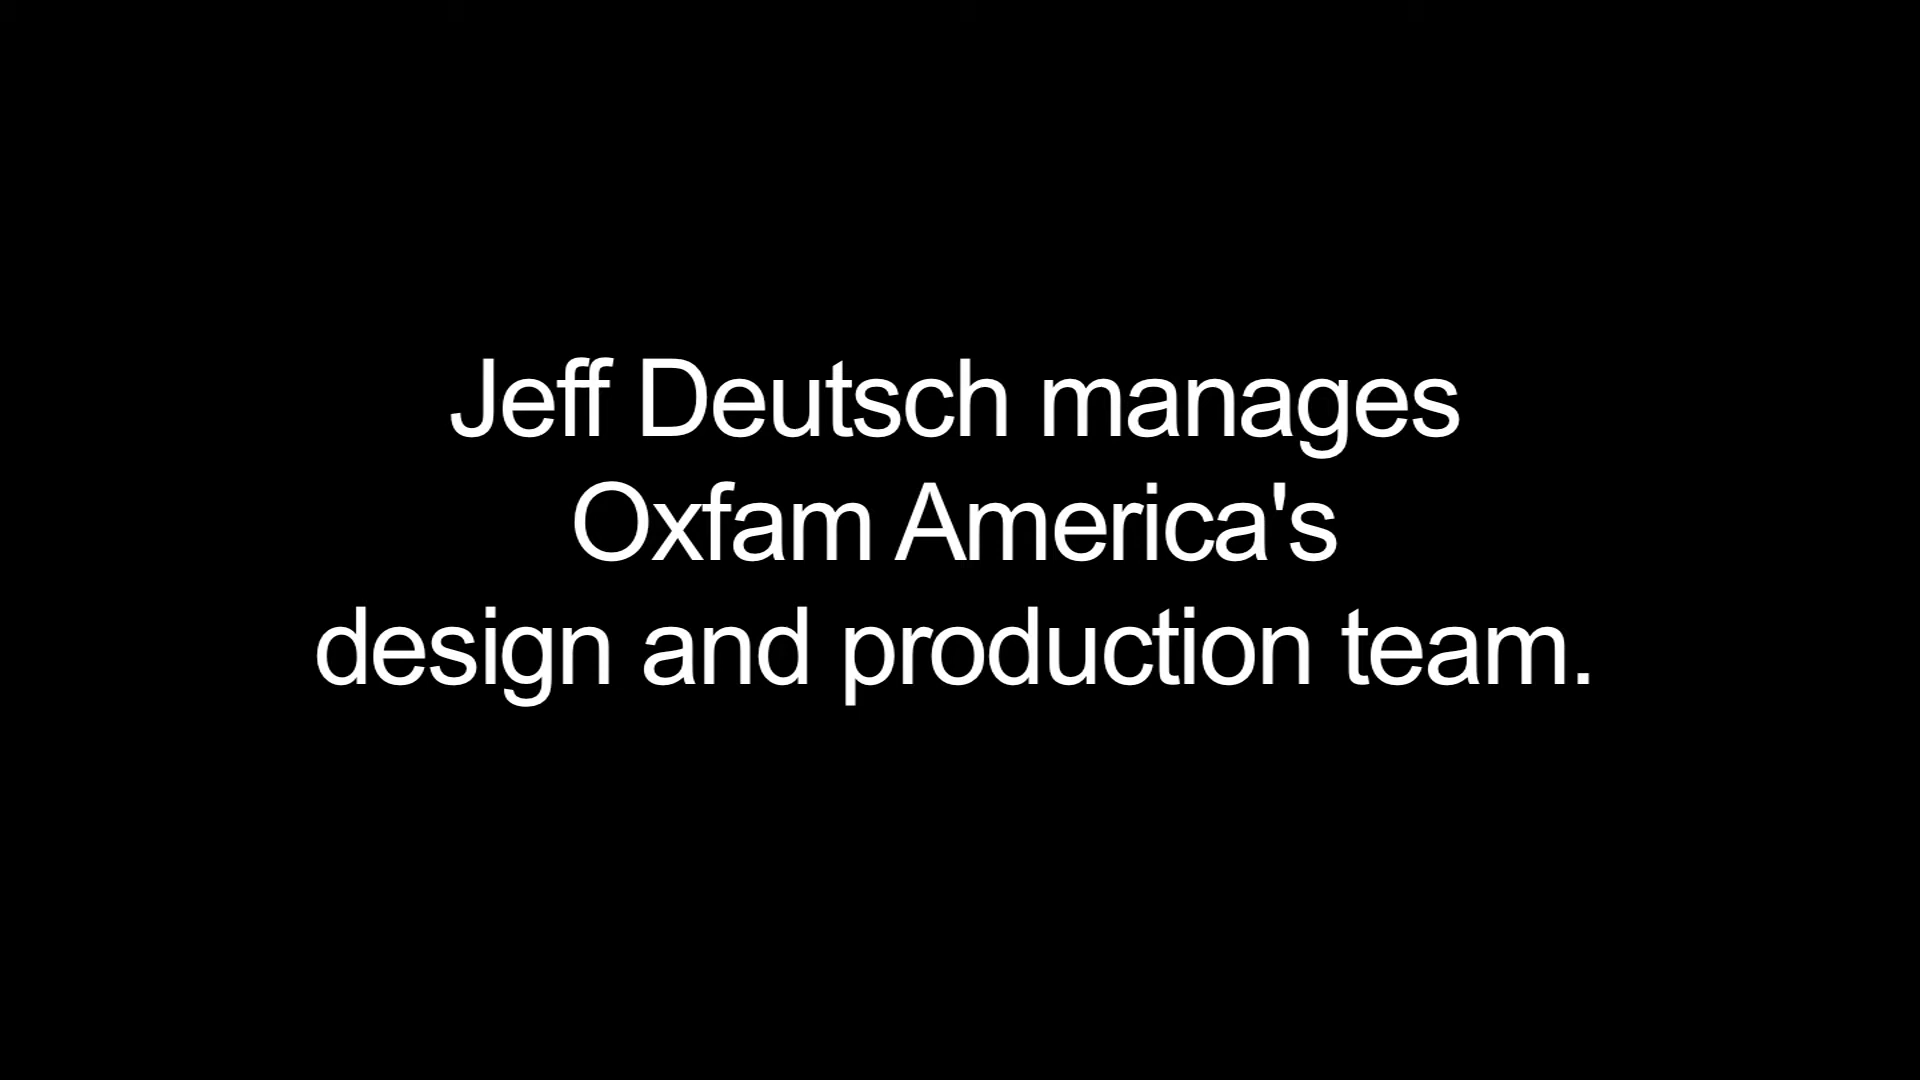 Jeff Deutsch manages
Oxfam America's
design and production team.